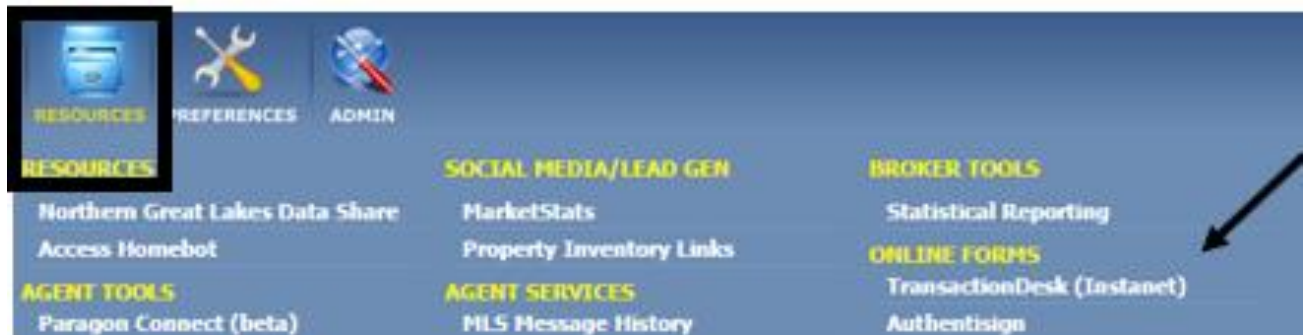 RESOURCES PREFERENCES ADMIN
RESOURCES
Northern Great Lakes Data Share
Access Homebot
AGENT TOOLS
Paragon Connect (beta)
SOCIAL MEDIA/LEAD GEN
MarketStats
Property Inventory Links
AGENT SERVICES
MLS Message History
BROKER TOOLS
Statistical Reporting
ONLINE FORMS
TransactionDesk (Instanet)
Authentisign